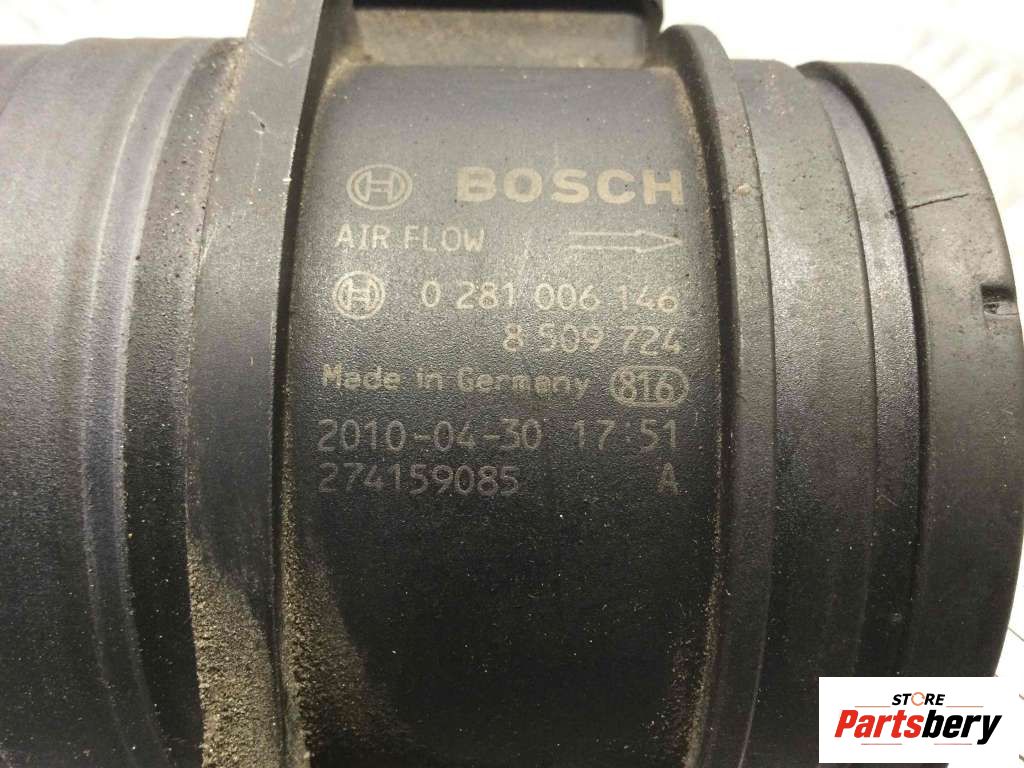 BOSCH
AIR FLOW
0 281 006 146
8 509 724
Made in Germany 816
2010-04-30 17:51
274159085 A
STORE
Partsbery